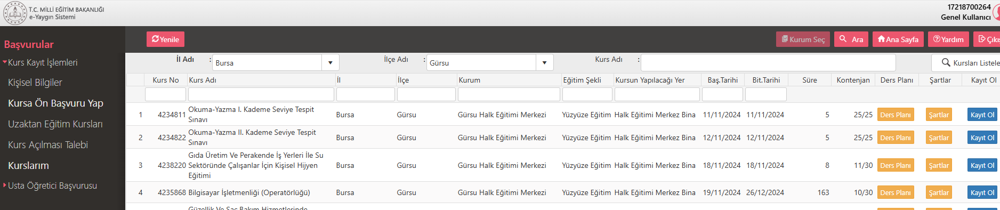 T.C. MİLLİ EĞİTİM BAKANLIĞI
e-Yaygın Sistemi
17218700264
Genel Kullanıcı
Başvurular
Kurs Kayıt İşlemleri
Kişisel Bilgiler
Kursa Ön Başvuru Yap
Uzaktan Eğitim Kursları
Kurs Açılması Talebi
Kurslarım
Usta Öğretici Başvurusu
Yenile Kurum Seç Ara Ana Sayfa Yardım Çıkış
İl Adı : Bursa İlçe Adı : Gürsu Kurs Adı : Kursları Listele
Kurs No Kurs Adı İl İlçe Kurum Eğitim Şekli Kursun Yapılacağı Yer Baş.Tarihi Bit.Tarihi Süre Kontenjan Ders Planı Şartlar Kayıt Ol
1 4234811 Okuma-Yazma I. Kademe Seviye Tespit
Sınavı Bursa Gürsu Gürsu Halk Eğitimi Merkezi Yüzyüze Eğitim Halk Eğitimi Merkez Bina 11/11/2024 11/11/2024 5 25/25 Ders Planı Şartlar Kayıt Ol
2 4234822 Okuma-Yazma II. Kademe Seviye Tespit
Sınavı Bursa Gürsu Gürsu Halk Eğitimi Merkezi Yüzyüze Eğitim Halk Eğitimi Merkez Bina 12/11/2024 12/11/2024 5 25/25 Ders Planı Şartlar Kayıt Ol
Gıda Üretim Ve Perakende İş Yerleri İle Su
3 4238220 Sektöründe Çalışanlar İçin Kişisel Hijyen Bursa Gürsu Gürsu Halk Eğitimi Merkezi Yüzyüze Eğitim Halk Eğitimi Merkez Bina 18/11/2024 18/11/2024 8 11/30 Ders Planı Şartlar Kayıt Ol
Eğitimi
4 4235868 Bilgisayar İşletmenliği (Operatörlüğü) Bursa Gürsu Gürsu Halk Eğitimi Merkezi Yüzyüze Eğitim Halk Eğitimi Merkez Bina 19/11/2024 26/12/2024 163 10/30 Ders Planı Şartlar Kayıt Ol
Güzellik Ve Saç Bakım Hizmetlerinde